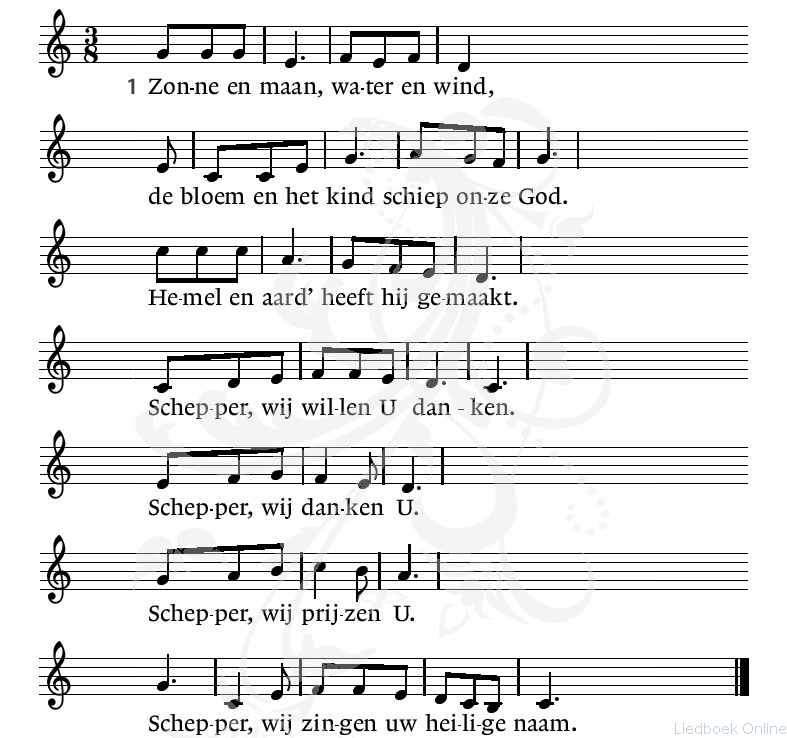 3
8
1 Zon-ne en maan, wa-ter en wind,
de bloem en het kind schiep on-ze God.
He-mel en aard' heeft hij ge-maakt.
Schep-per, wij wil-len U dan - ken.
Schep-per, wij dan-ken U.
Schep-per, wij prij-zen U.
Schep-per, wij zin-gen uw hei-li-ge naam.
Liedboek Online